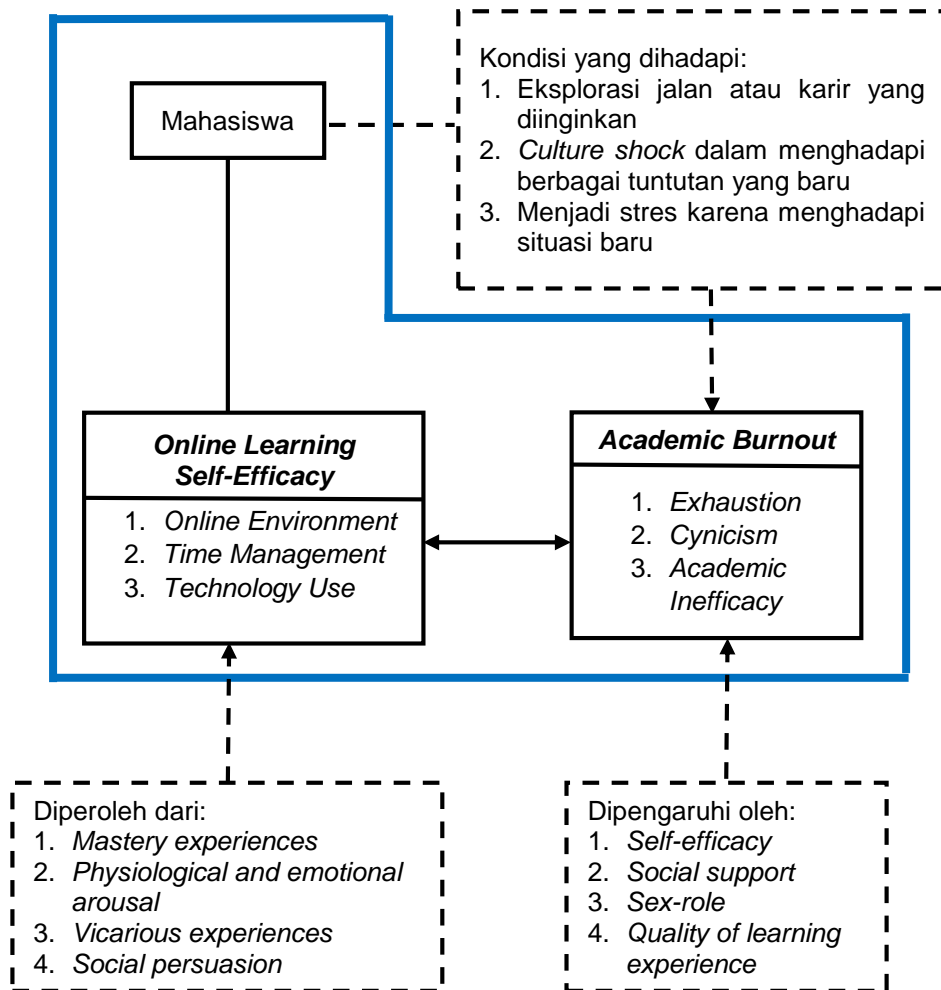 Kondisi yang dihadapi:
1. Eksplorasi jalan atau karir yang
diinginkan
2. Culture shock dalam menghadapi
berbagai tuntutan yang baru
3. Menjadi stres karena menghadapi
situasi baru
Mahasiswa
Online Learning
Self-Efficacy
1. Online Environment
2. Time Management
3. Technology Use
Academic Burnout
1. Exhaustion
2. Cynicism
3. Academic
Inefficacy
Diperoleh dari:
1. Mastery experiences
2. Physiological and emotional
arousal
3. Vicarious experiences
4. Social persuasion
Dipengaruhi oleh:
1. Self-efficacy
2. Social support
3. Sex-role
4. Quality of learning
experience